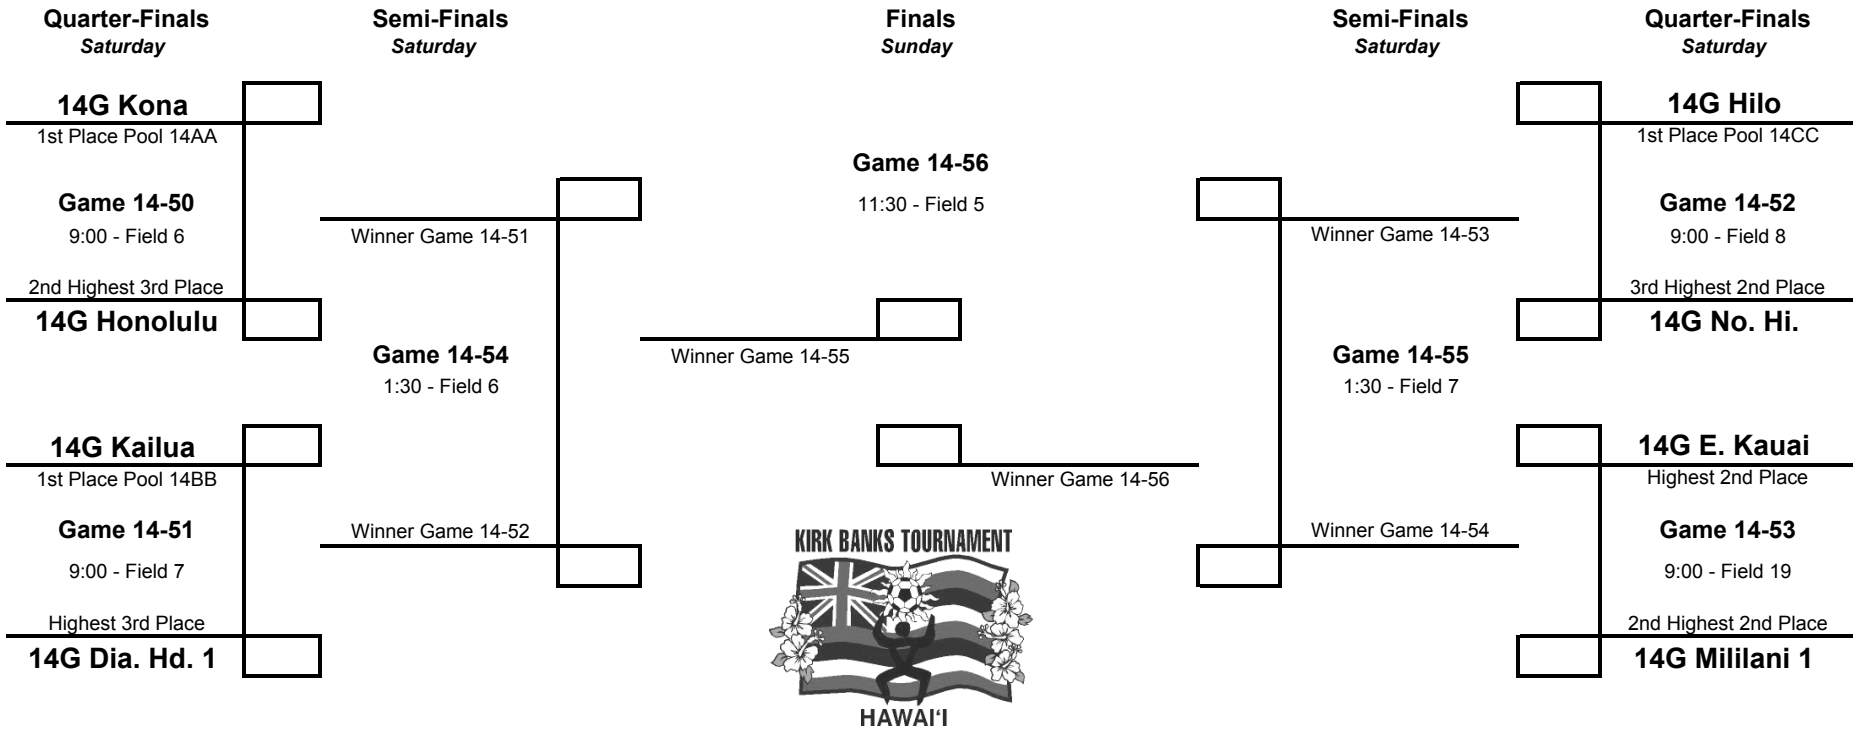 Quarter-Finals
Saturday
Semi-Finals
Saturday
Finals
Sunday
Semi-Finals
Saturday
Quarter-Finals
Saturday
14G Kona
1st Place Pool 14AA
Game 14-50
9:00 - Field 6
2nd Highest 3rd Place
14G Honolulu
14G Kailua
1st Place Pool 14BB
Game 14-51
9:00 - Field 7
Highest 3rd Place
14G Dia. Hd. 1
Winner Game 14-51
Game 14-54
1:30 - Field 6
Winner Game 14-52
Game 14-56
11:30 - Field 5
Winner Game 14-55
Winner Game 14-56
KIRK BANKS TOURNAMENT
HAWAI‘I
Winner Game 14-53
Game 14-55
1:30 - Field 7
Winner Game 14-54
14G Hilo
1st Place Pool 14CC
Game 14-52
9:00 - Field 8
3rd Highest 2nd Place
14G No. Hi.
14G E. Kauai
Highest 2nd Place
Game 14-53
9:00 - Field 19
2nd Highest 2nd Place
14G Mililani 1